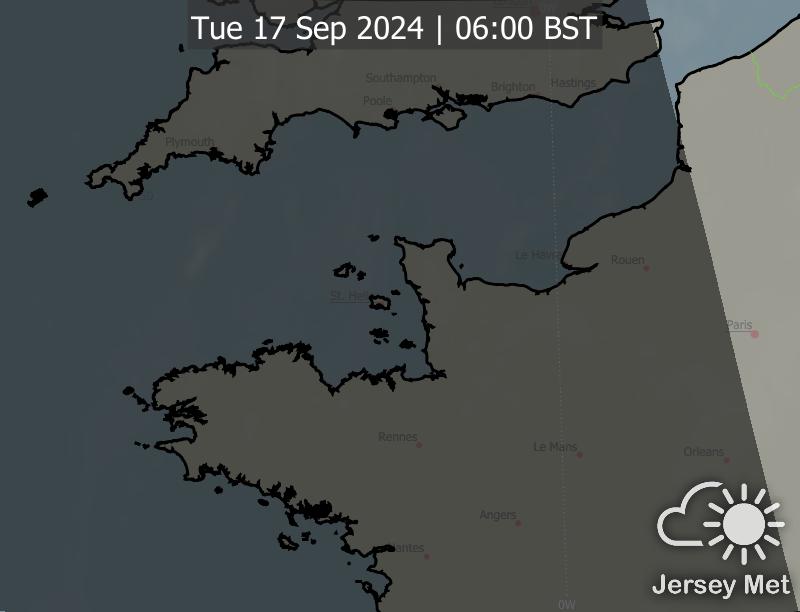 Tue 17 Sep 2024 | 06:00 BST
Southampton
Brighton
Hastings
Poole
Plymouth
Le Havre
Rouen
St. Heli
Paris
Rennes
Le Mans
Orleans
Angers
Nantes
0W
Jersey Met